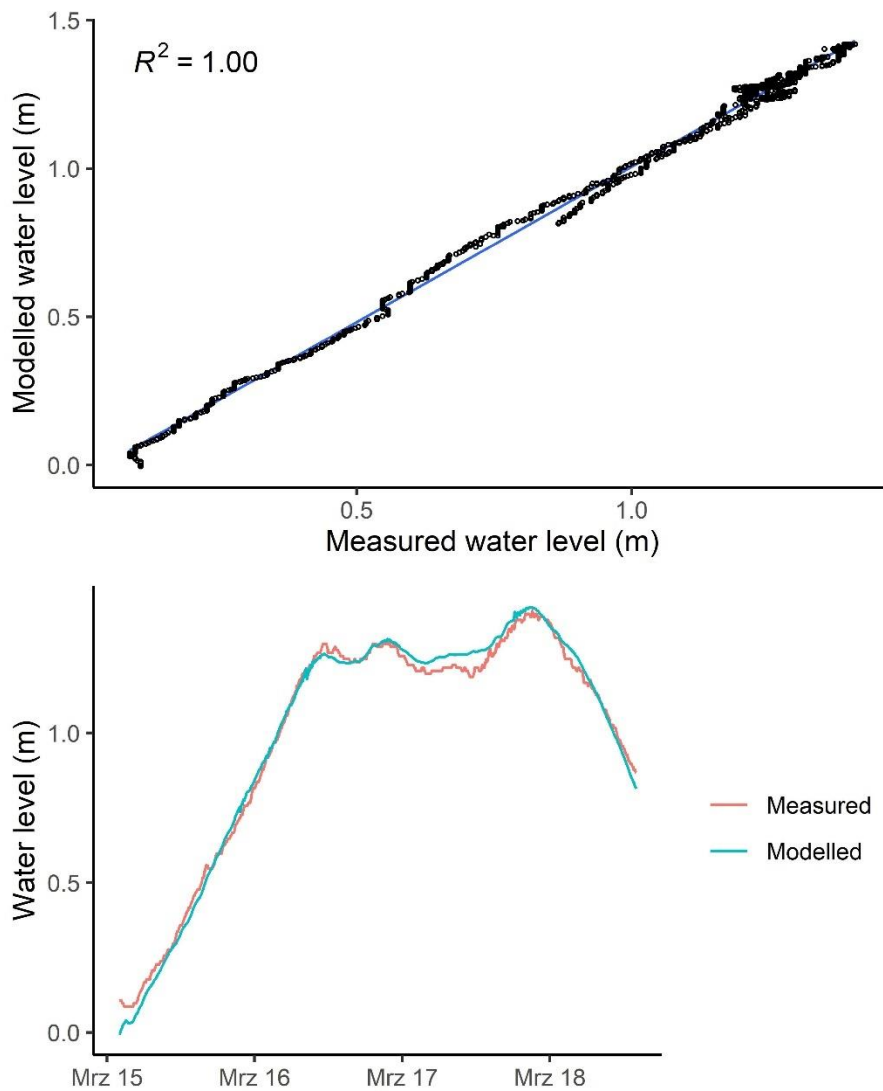 1.5
R² = 1.00
1.0
0.5
0.0
Modelled water level (m)
0.5 1.0
Measured water level (m)
1.0
0.5
0.0
Water level (m)
Measured
Modelled
Mrz 15 Mrz 16 Mrz 17 Mrz 18